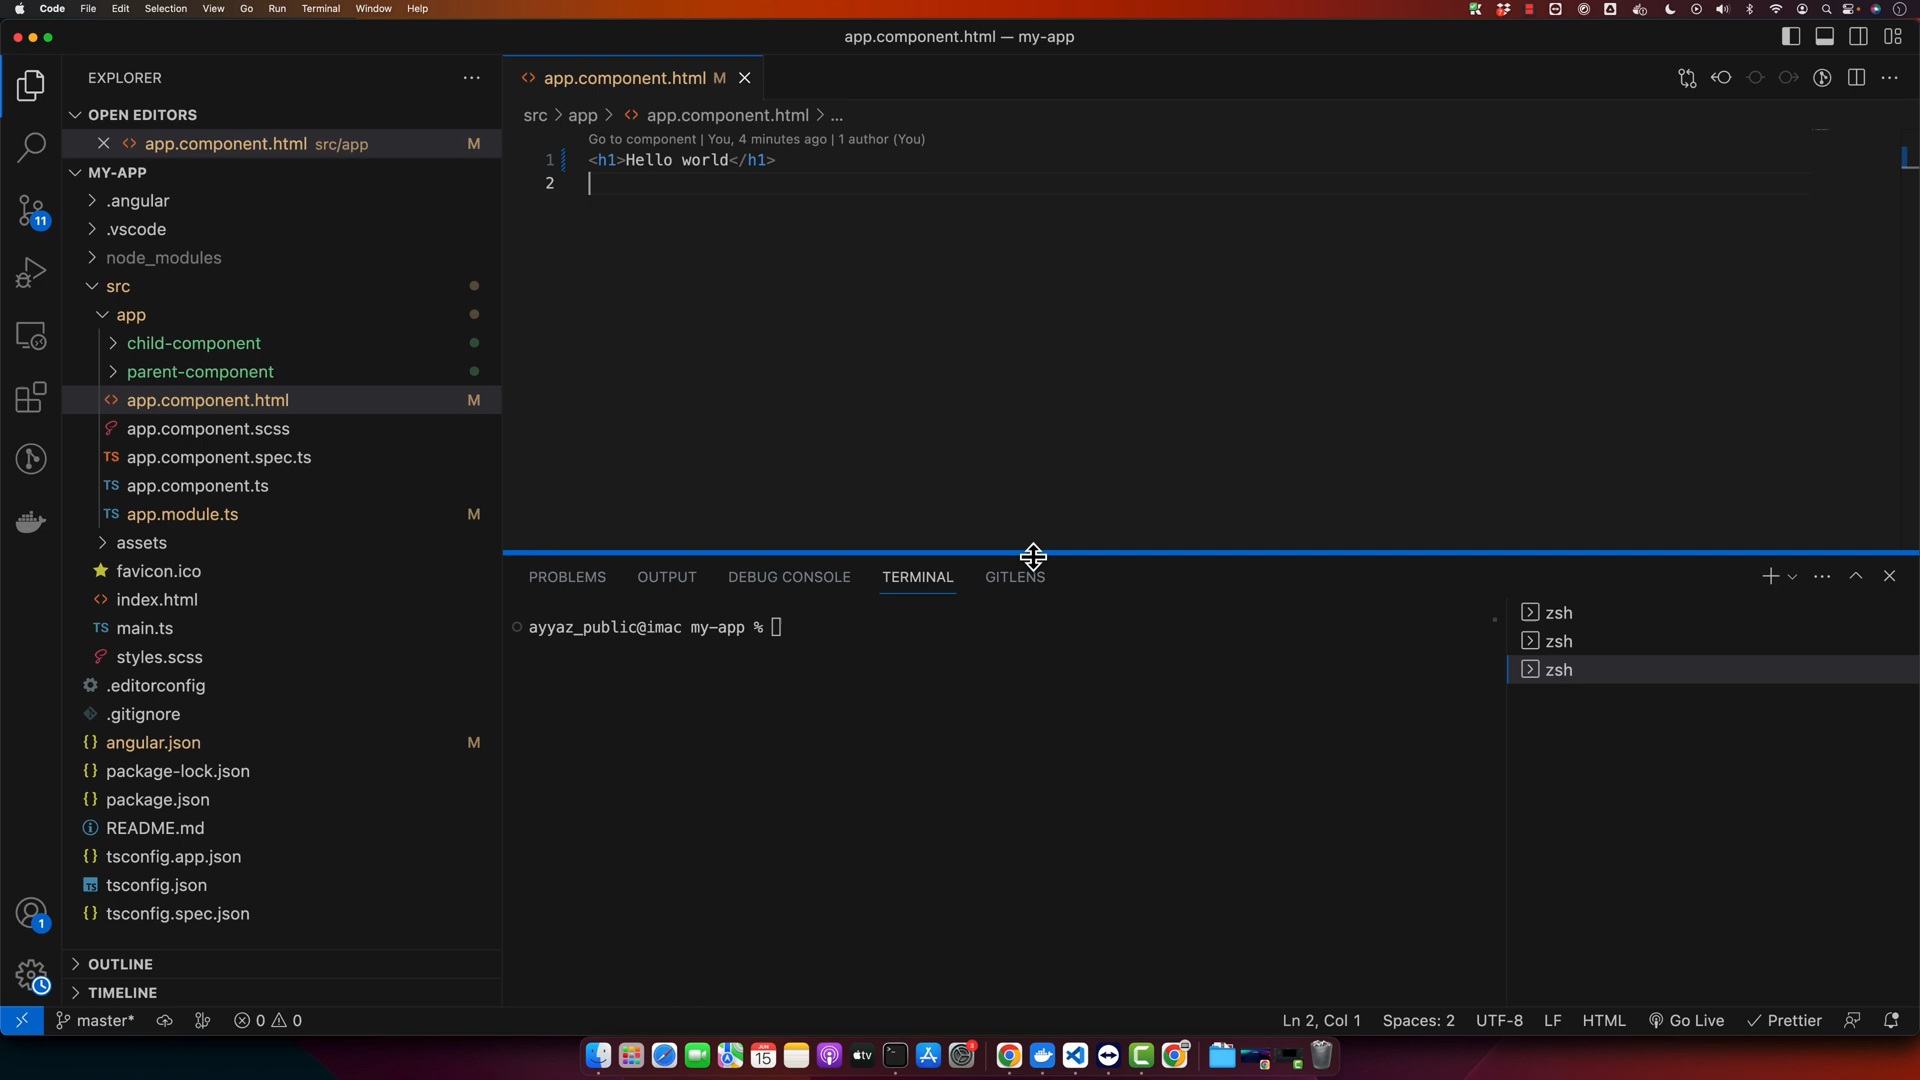 Code File Edit Selection View Go Run Terminal Window Help
app.component.html — my-app
EXPLORER
OPEN EDITORS
app.component.html src/app M
MY-APP
.angular
.vscode
node_modules
src
app
child-component
parent-component
app.component.html M
app.component.scss
TS app.component.spec.ts
TS app.component.ts
TS app.module.ts M
assets
favicon.ico
index.html
TS main.ts
styles.scss
.editorconfig
.gitignore
{} angular.json M
{} package-lock.json
{} package.json
README.md
{} tsconfig.app.json
TS tsconfig.json
{} tsconfig.spec.json
OUTLINE
TIMELINE
11
1
app.component.html M
src > app > app.component.html > ...
Go to component | You, 4 minutes ago | 1 author (You)
1 <h1>Hello world</h1>
2
PROBLEMS OUTPUT DEBUG CONSOLE TERMINAL GITLENS
ayyaz_public@imac my-app %
zsh
zsh
zsh
master* 0 0 Ln 2, Col 1 Spaces: 2 UTF-8 LF HTML Go Live Prettier
JUN
15
tv
3